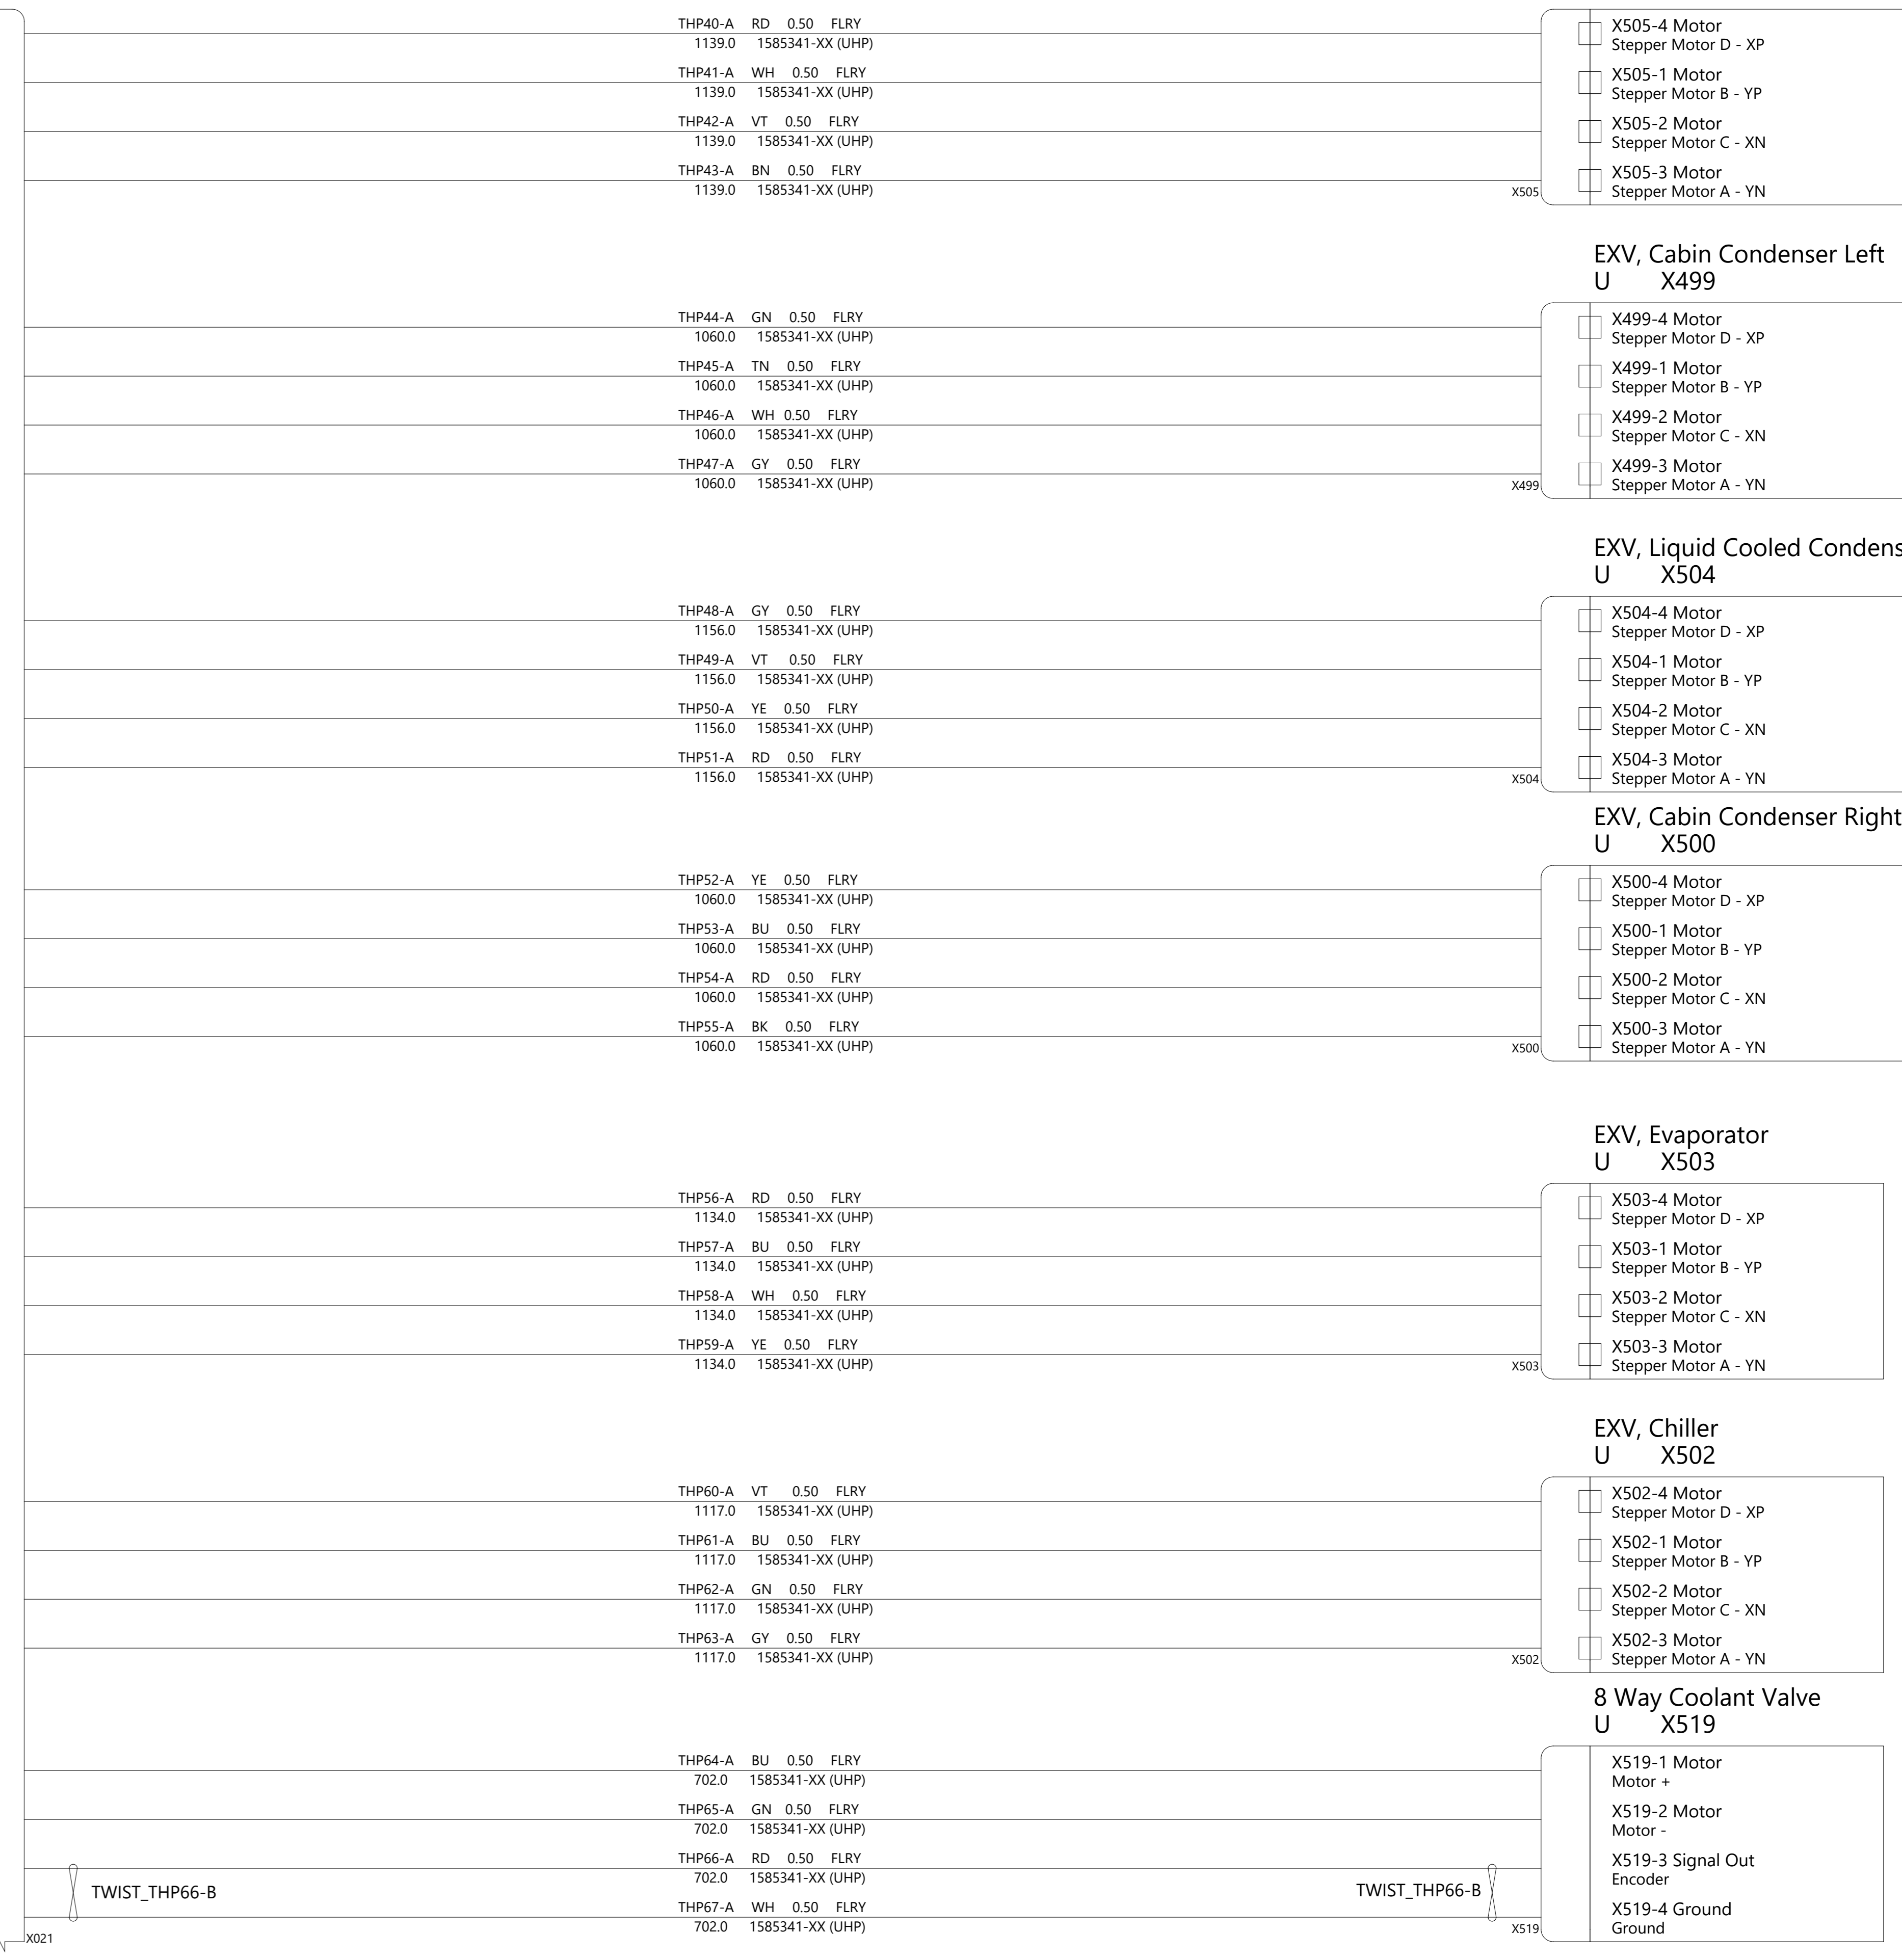 THP40-A RD 0.50 FLRY
1139.0 1585341-XX (UHP)
X505-4 Motor
Stepper Motor D - XP
THP41-A WH 0.50 FLRY
1139.0 1585341-XX (UHP)
X505-1 Motor
Stepper Motor B - YP
THP42-A VT 0.50 FLRY
1139.0 1585341-XX (UHP)
X505-2 Motor
Stepper Motor C - XN
THP43-A BN 0.50 FLRY
1139.0 1585341-XX (UHP)
X505
X505-3 Motor
Stepper Motor A - YN
EXV, Cabin Condenser Left
U X499
THP44-A GN 0.50 FLRY
1060.0 1585341-XX (UHP)
X499-4 Motor
Stepper Motor D - XP
THP45-A TN 0.50 FLRY
1060.0 1585341-XX (UHP)
X499-1 Motor
Stepper Motor B - YP
THP46-A WH 0.50 FLRY
1060.0 1585341-XX (UHP)
X499-2 Motor
Stepper Motor C - XN
THP47-A GY 0.50 FLRY
1060.0 1585341-XX (UHP)
X499
X499-3 Motor
Stepper Motor A - YN
EXV, Liquid Cooled Condens
U X504
THP48-A GY 0.50 FLRY
1156.0 1585341-XX (UHP)
X504-4 Motor
Stepper Motor D - XP
THP49-A VT 0.50 FLRY
1156.0 1585341-XX (UHP)
X504-1 Motor
Stepper Motor B - YP
THP50-A YE 0.50 FLRY
1156.0 1585341-XX (UHP)
X504-2 Motor
Stepper Motor C - XN
THP51-A RD 0.50 FLRY
1156.0 1585341-XX (UHP)
X504
X504-3 Motor
Stepper Motor A - YN
EXV, Cabin Condenser Right
U X500
THP52-A YE 0.50 FLRY
1060.0 1585341-XX (UHP)
X500-4 Motor
Stepper Motor D - XP
THP53-A BU 0.50 FLRY
1060.0 1585341-XX (UHP)
X500-1 Motor
Stepper Motor B - YP
THP54-A RD 0.50 FLRY
1060.0 1585341-XX (UHP)
X500-2 Motor
Stepper Motor C - XN
THP55-A BK 0.50 FLRY
1060.0 1585341-XX (UHP)
X500
X500-3 Motor
Stepper Motor A - YN
EXV, Evaporator
U X503
THP56-A RD 0.50 FLRY
1134.0 1585341-XX (UHP)
X503-4 Motor
Stepper Motor D - XP
THP57-A BU 0.50 FLRY
1134.0 1585341-XX (UHP)
X503-1 Motor
Stepper Motor B - YP
THP58-A WH 0.50 FLRY
1134.0 1585341-XX (UHP)
X503-2 Motor
Stepper Motor C - XN
THP59-A YE 0.50 FLRY
1134.0 1585341-XX (UHP)
X503
X503-3 Motor
Stepper Motor A - YN
EXV, Chiller
U X502
THP60-A VT 0.50 FLRY
1117.0 1585341-XX (UHP)
X502-4 Motor
Stepper Motor D - XP
THP61-A BU 0.50 FLRY
1117.0 1585341-XX (UHP)
X502-1 Motor
Stepper Motor B - YP
THP62-A GN 0.50 FLRY
1117.0 1585341-XX (UHP)
X502-2 Motor
Stepper Motor C - XN
THP63-A GY 0.50 FLRY
1117.0 1585341-XX (UHP)
X502
X502-3 Motor
Stepper Motor A - YN
8 Way Coolant Valve
U X519
THP64-A BU 0.50 FLRY
702.0 1585341-XX (UHP)
X519-1 Motor
Motor +
THP65-A GN 0.50 FLRY
702.0 1585341-XX (UHP)
X519-2 Motor
Motor -
THP66-A RD 0.50 FLRY
702.0 1585341-XX (UHP)
X519-3 Signal Out
Encoder
TWIST_THP66-B
TWIST_THP66-B
THP67-A WH 0.50 FLRY
702.0 1585341-XX (UHP)
X519
X519-4 Ground
Ground
X021